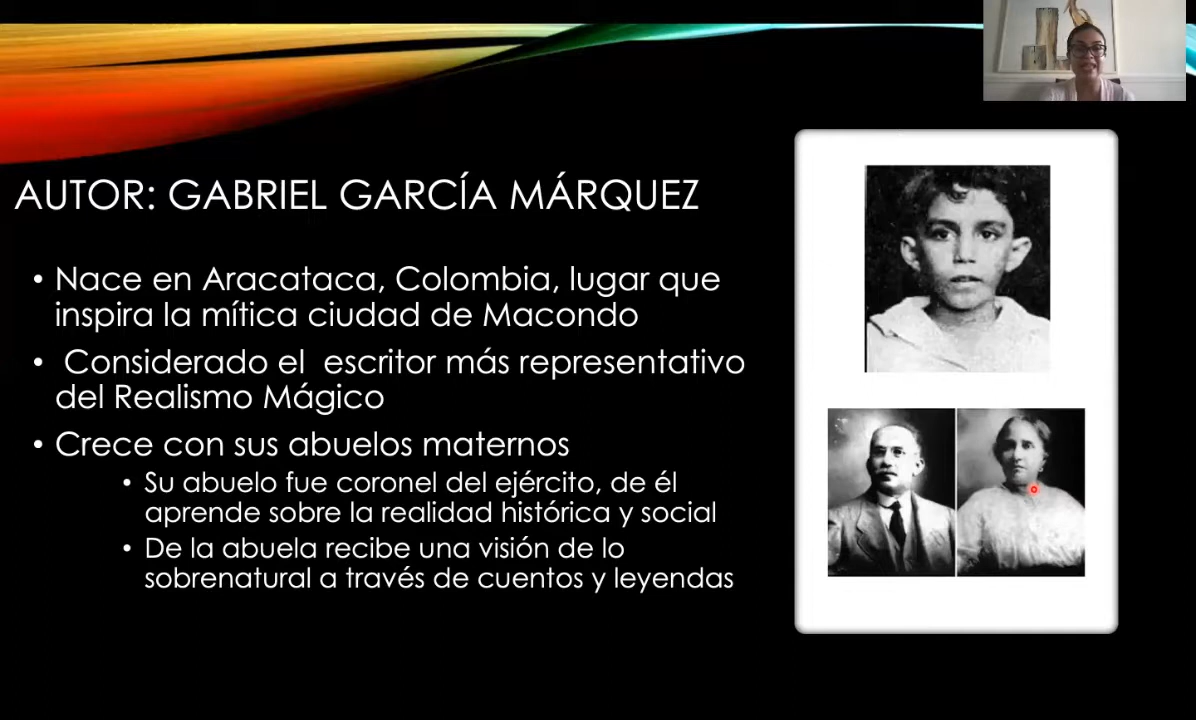 AUTOR: GABRIEL GARCÍA MÁRQUEZ
• Nace en Aracataca, Colombia, lugar que
inspira la mítica ciudad de Macondo
• Considerado el escritor más representativo
del Realismo Mágico
• Crece con sus abuelos maternos
• Su abuelo fue coronel del ejército, de él
aprende sobre la realidad histórica y social
• De la abuela recibe una visión de lo
sobrenatural a través de cuentos y leyendas